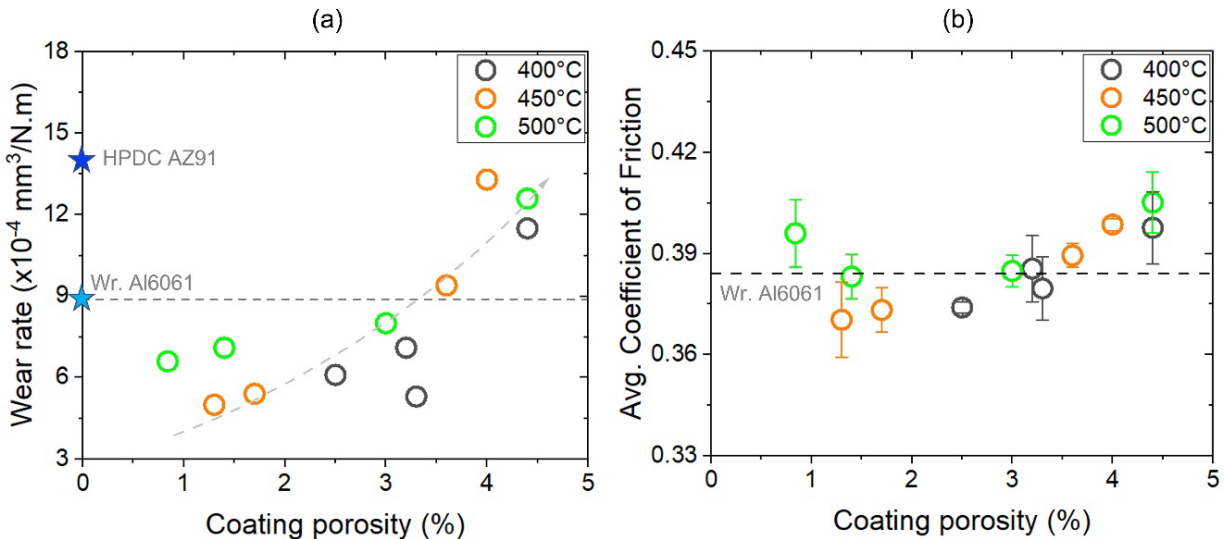 (a)
18
15
12
9
6
3
0
1
2
3
4
5
Wear rate (x10⁻⁴ mm³/N.m)
Coating porosity (%)
400°C
450°C
500°C
HPDC AZ91
Wr. Al6061
(b)
0.45
0.42
0.39
0.36
0.33
0
1
2
3
4
5
Avg. Coefficient of Friction
Coating porosity (%)
400°C
450°C
500°C
Wr. Al6061